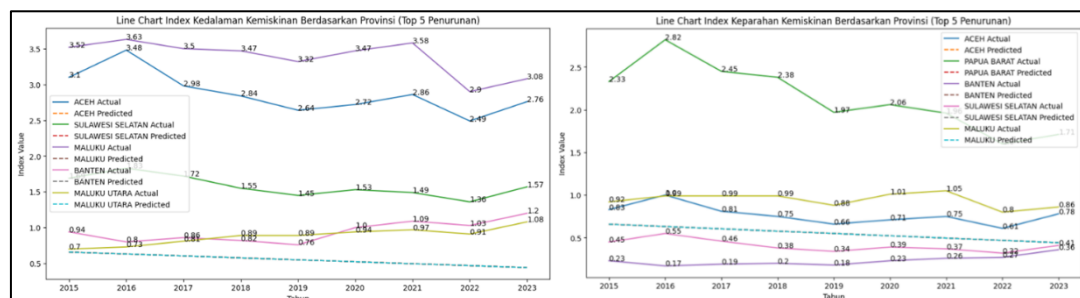 Line Chart Index Kedalaman Kemiskinan Berdasarkan Provinsi (Top 5 Penurunan)
Index Value
3.5
3.0
2.5
2.0
1.5
1.0
0.5
3.52 3.63 3.5 3.47 3.32 3.47 3.58 2.9 3.08
3.1 3.48 2.98 2.84 2.64 2.72 2.86 2.49 2.76
1.72 1.55 1.45 1.53 1.49 1.36 1.57
0.94 0.8 0.86 0.82 0.76 1.0 1.09 1.03 1.2
0.7 0.73 0.81 0.89 0.89 0.94 0.97 0.91 1.08
ACEH Actual
ACEH Predicted
SULAWESI SELATAN Actual
SULAWESI SELATAN Predicted
MALUKU Actual
MALUKU Predicted
BANTEN Actual
BANTEN Predicted
MALUKU UTARA Actual
MALUKU UTARA Predicted
2015 2016 2017 2018 2019 2020 2021 2022 2023
Tahun
Line Chart Index Keparahan Kemiskinan Berdasarkan Provinsi (Top 5 Penurunan)
Index Value
2.5
2.0
1.5
1.0
0.5
2.33 2.82 2.45 2.38 1.97 2.06 1.71
0.92 0.99 0.99 0.99 0.88 1.01 1.05 0.8 0.86
0.83 0.81 0.75 0.66 0.71 0.75 0.61 0.78
0.45 0.55 0.46 0.38 0.34 0.39 0.37 0.32 0.41
0.23 0.17 0.19 0.2 0.18 0.23 0.26 0.27 0.36
ACEH Actual
ACEH Predicted
PAPUA BARAT Actual
PAPUA BARAT Predicted
BANTEN Actual
BANTEN Predicted
SULAWESI SELATAN Actual
SULAWESI SELATAN Predicted
MALUKU Actual
MALUKU Predicted
2015 2016 2017 2018 2019 2020 2021 2022 2023
Tahun